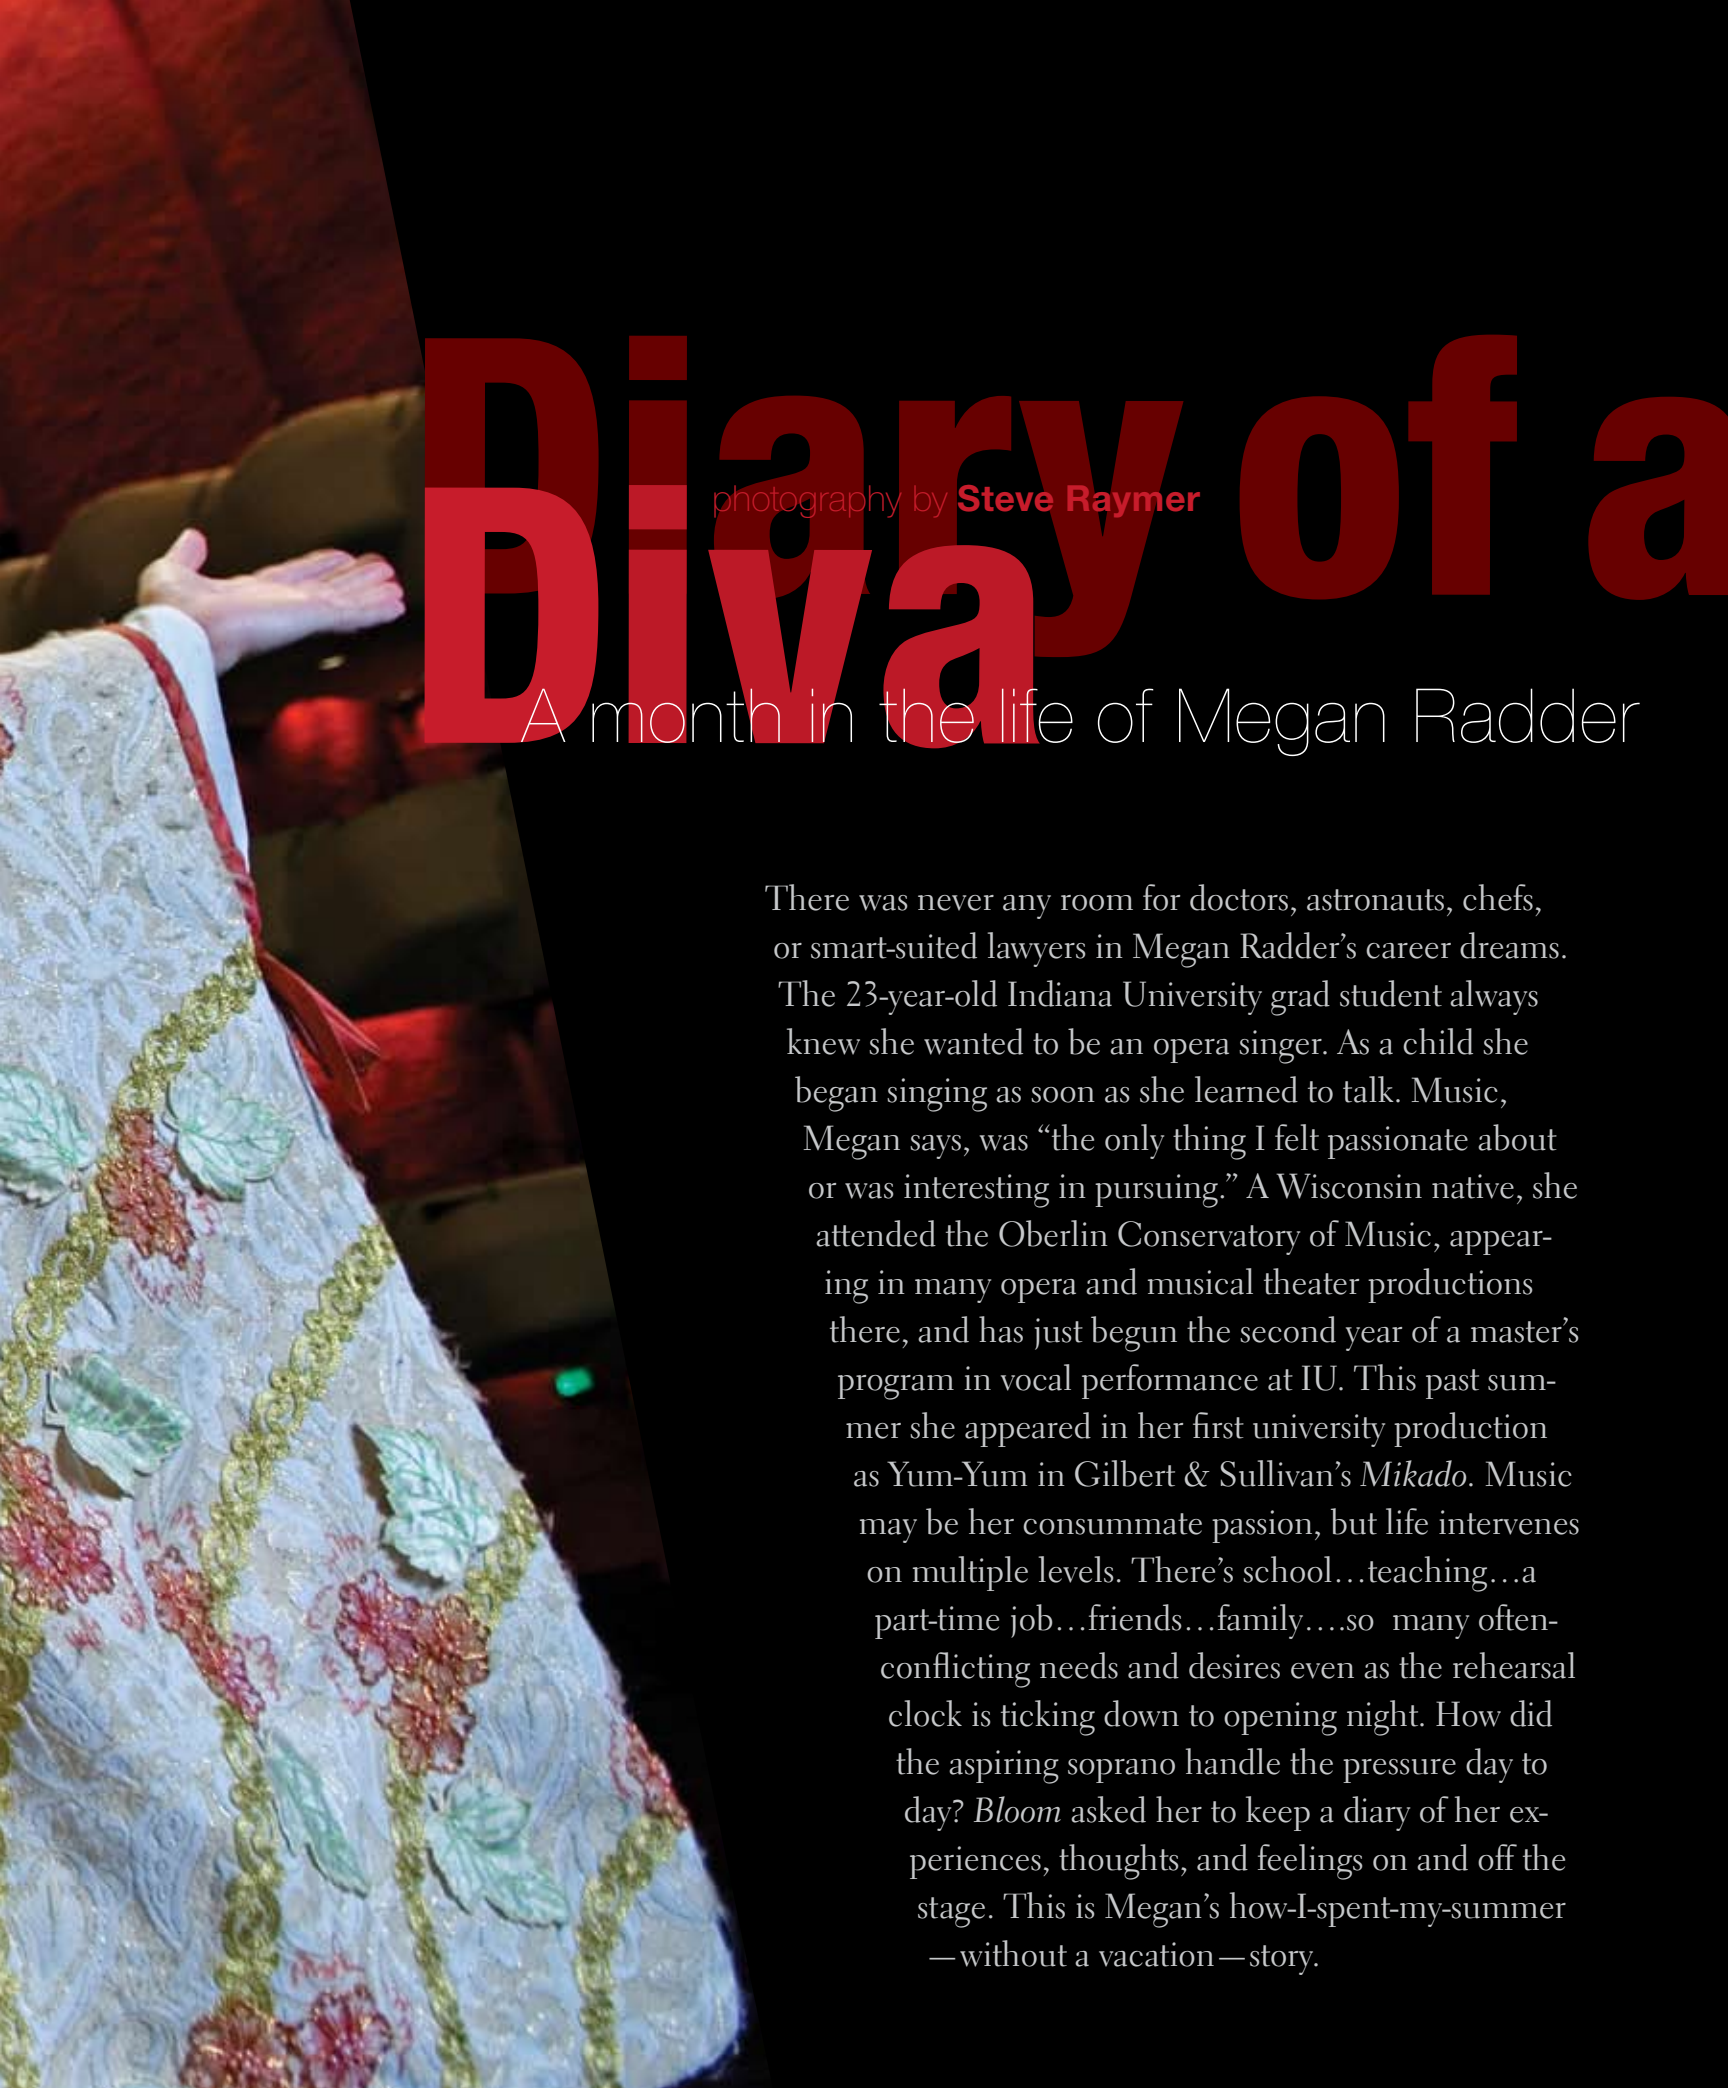 Diary of a
photography by Steve Raymer
Diva
A month in the life of Megan Radder
There was never any room for doctors, astronauts, chefs,
or smart-suited lawyers in Megan Radder’s career dreams.
The 23-year-old Indiana University grad student always
knew she wanted to be an opera singer. As a child she
began singing as soon as she learned to talk. Music,
Megan says, was “the only thing I felt passionate about
or was interesting in pursuing.” A Wisconsin native, she
attended the Oberlin Conservatory of Music, appear-
ing in many opera and musical theater productions
there, and has just begun the second year of a master’s
program in vocal performance at IU. This past sum-
mer she appeared in her first university production
as Yum-Yum in Gilbert & Sullivan’s Mikado. Music
may be her consummate passion, but life intervenes
on multiple levels. There’s school…teaching…a
part-time job…friends…family….so  many often-
conflicting needs and desires even as the rehearsal
clock is ticking down to opening night. How did
the aspiring soprano handle the pressure day to
day? Bloom asked her to keep a diary of her ex-
periences, thoughts, and feelings on and off the
stage. This is Megan’s how-I-spent-my-summer
—without a vacation—story.